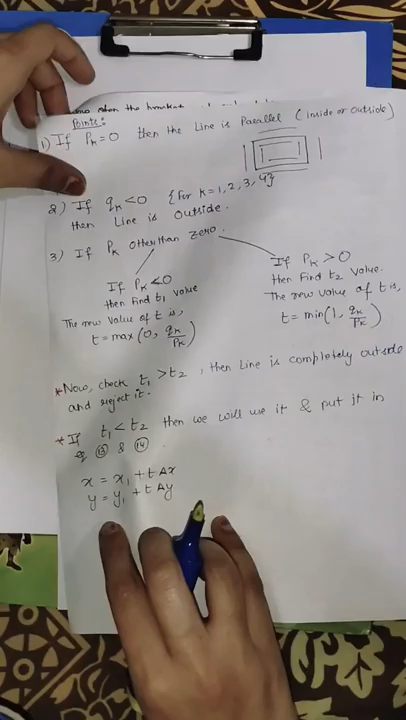 Points:
1) If Pk=0 then the Line is Parallel (inside or outside)
2) If qk<0 {For k=1,2,3,4}
then Line is Outside.
3) If Pk Other than Zero.
If Pk<0
then find t1 value
The new value of t is,
t = max(0, qk/Pk)
If Pk>0
then find t2 value.
The new value of t is,
t = min(1, qk/Pk)
*Now, check t1 > t2, then Line is completely outside
and reject it.
*If t1 < t2 then we will use it & put it in
eq (13) & (14)
x = x1 + tΔx
y = y1 + tΔy